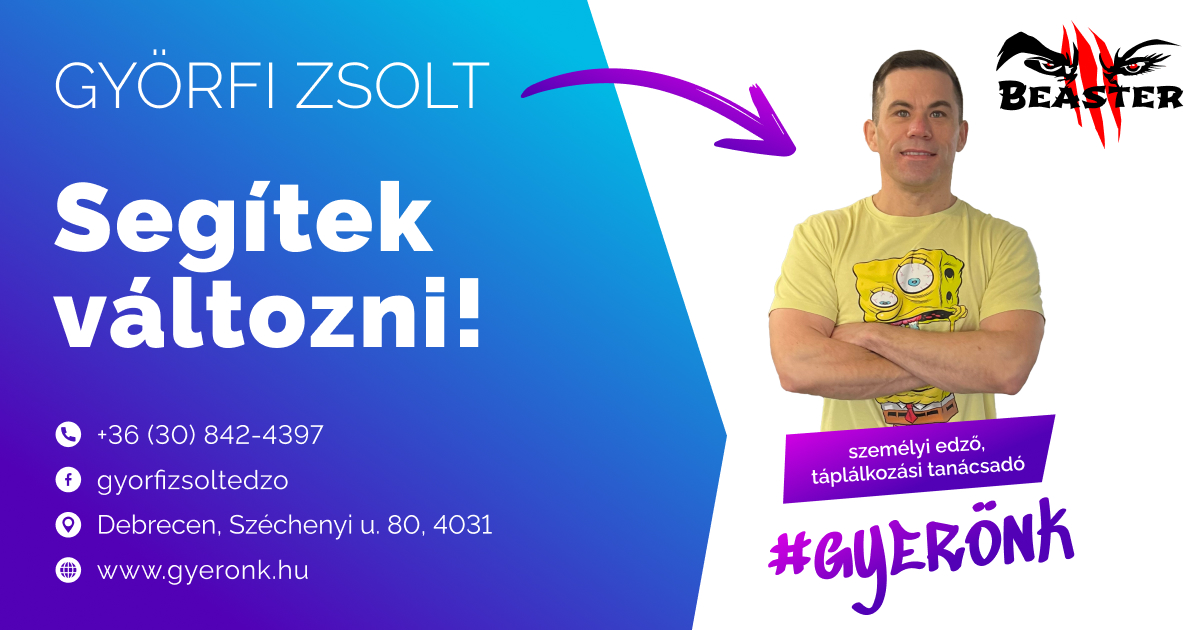 GYÖRFI ZSOLT
Segítek
változni!
+36 (30) 842-4397
gyorfizsoltedzo
Debrecen, Széchenyi u. 80, 4031
www.gyeronk.hu
BEASTER
személyi edző,
táplálkozási tanácsadó
#GYERÖNK